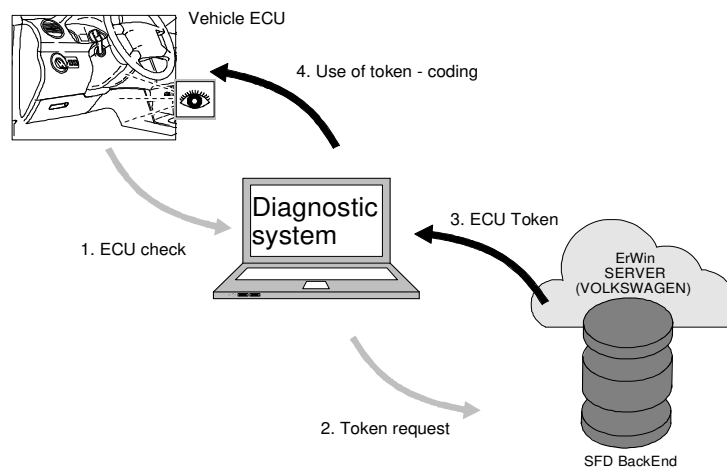 Vehicle ECU
4. Use of token - coding
Diagnostic
system
3. ECU Token
1. ECU check
ErWin
SERVER
(VOLKSWAGEN)
2. Token request
SFD BackEnd